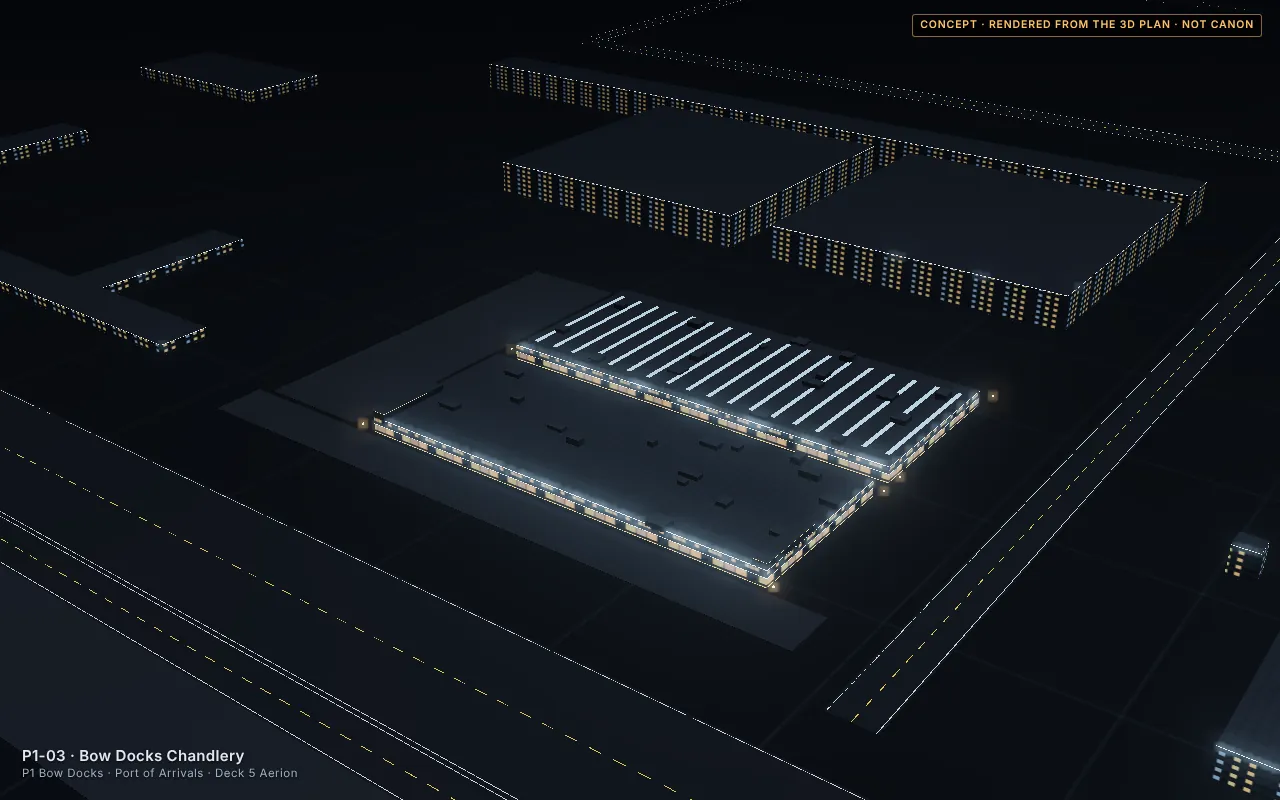 CONCEPT · RENDERED FROM THE 3D PLAN · NOT CANON
P1-03 · Bow Docks Chandlery
P1 Bow Docks · Port of Arrivals · Deck 5 Aerion